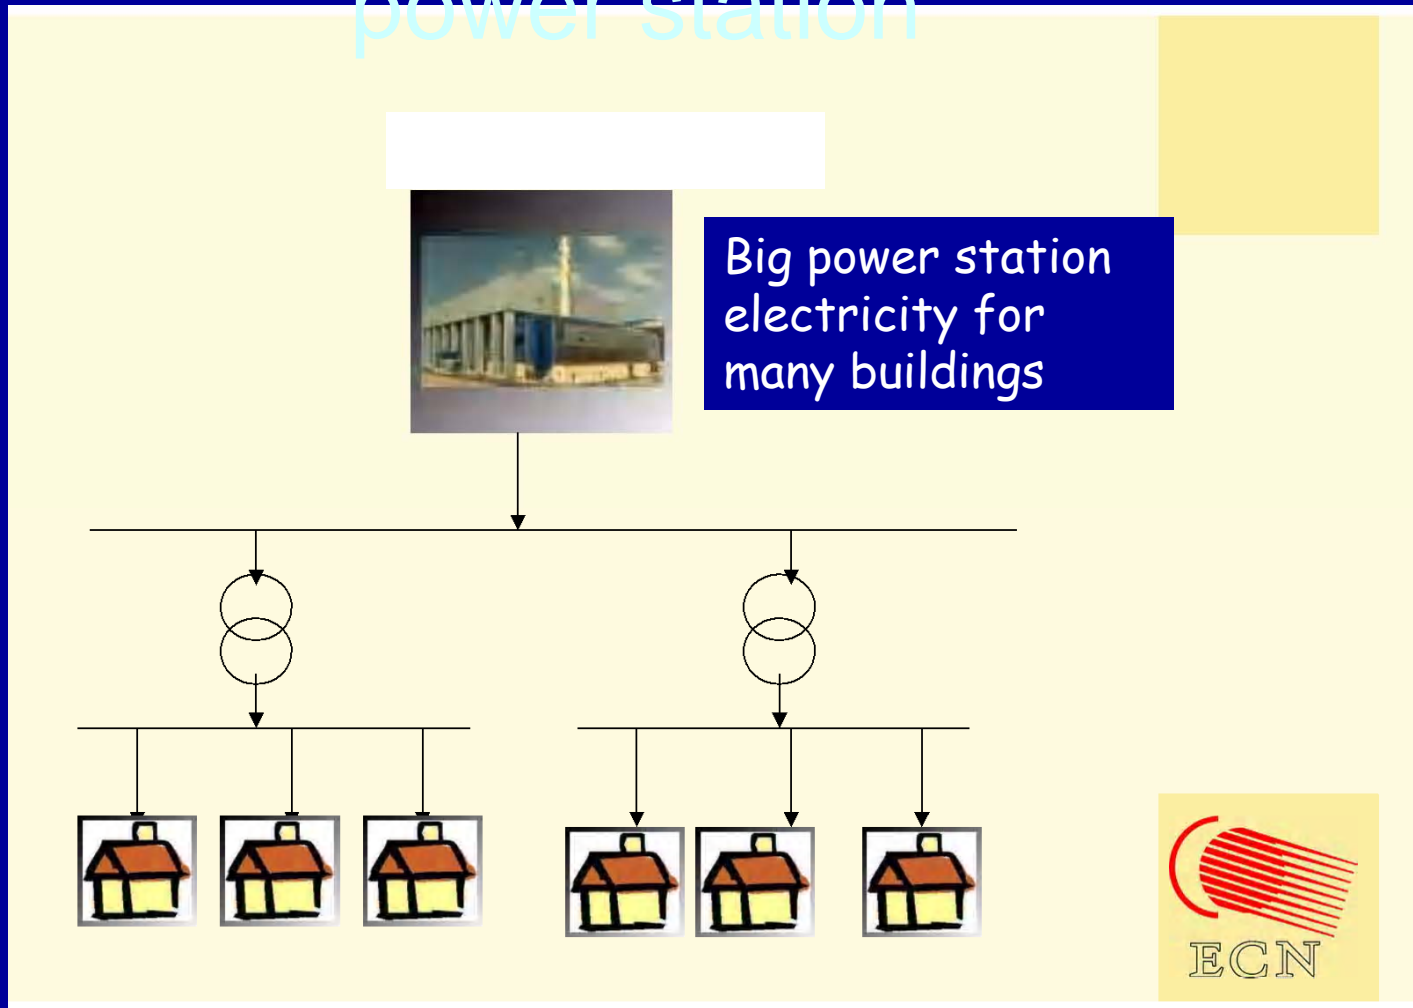 power station
Big power station
electricity for
many buildings
ECN